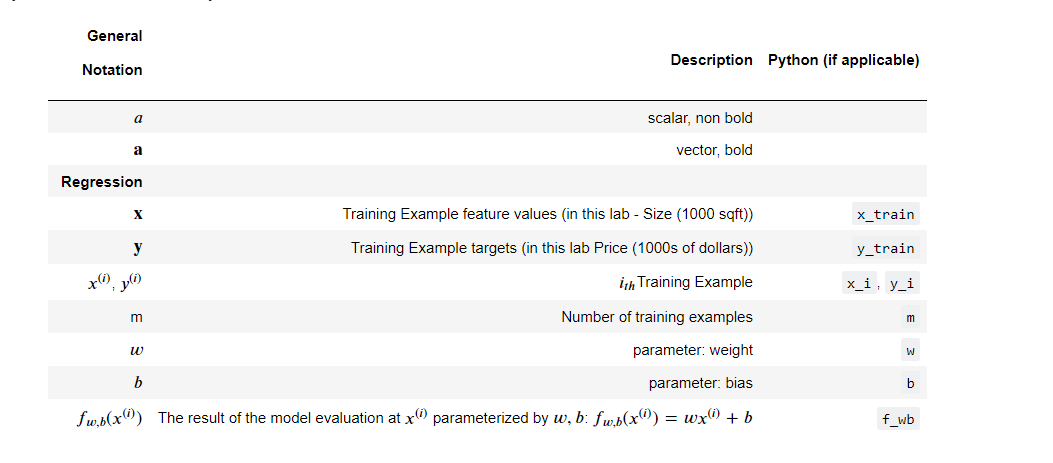 General
Notation
Description Python (if applicable)
a scalar, non bold
a vector, bold
Regression
x Training Example feature values (in this lab - Size (1000 sqft)) x_train
y Training Example targets (in this lab Price (1000s of dollars)) y_train
x⁽ⁱ⁾, y⁽ⁱ⁾ iₜₕ Training Example x_i , y_i
m Number of training examples m
w parameter: weight w
b parameter: bias b
f_{w,b}(x⁽ⁱ⁾) The result of the model evaluation at x⁽ⁱ⁾ parameterized by w, b: f_{w,b}(x⁽ⁱ⁾) = wx⁽ⁱ⁾ + b f_wb